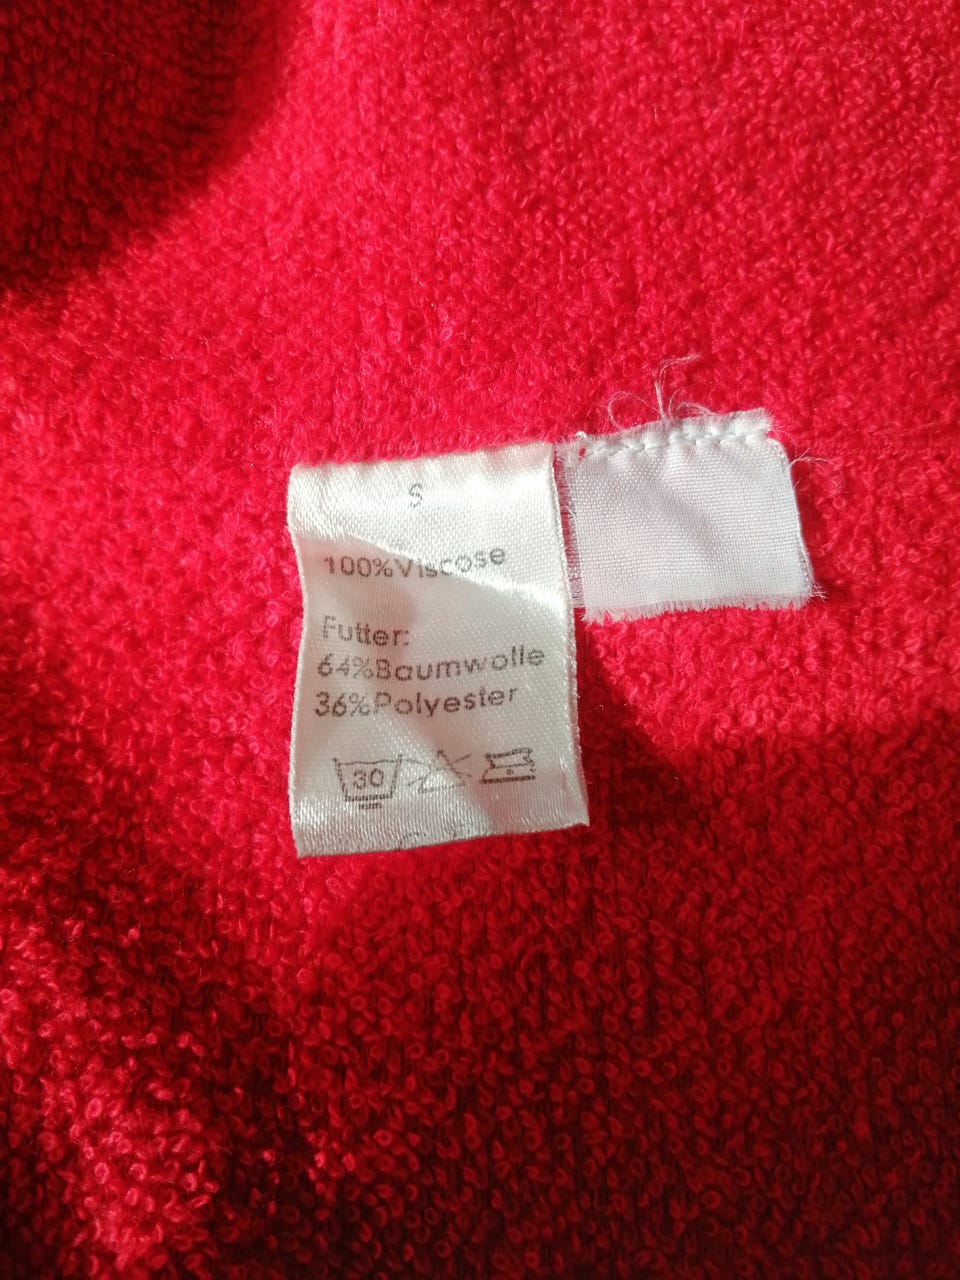 S
100%Viscose
Futter:
64%Baumwolle
36%Polyester
30